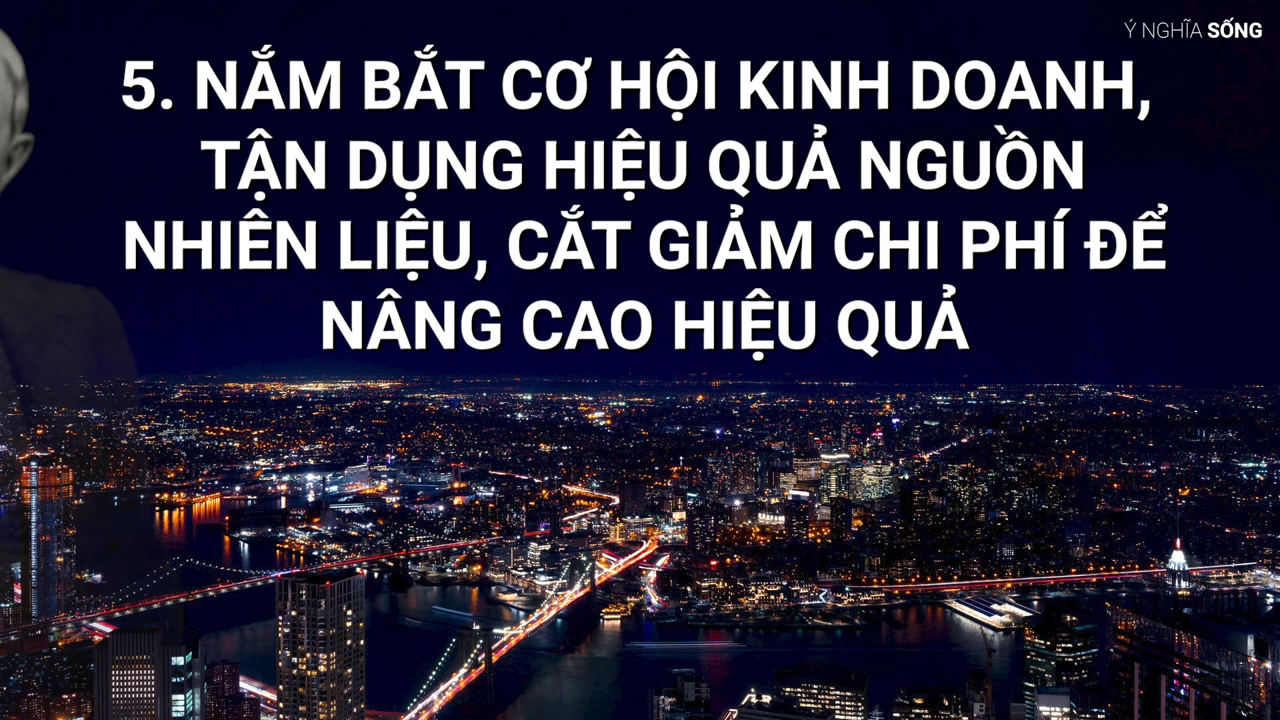 Ý NGHĨA SỐNG
5. NẮM BẮT CƠ HỘI KINH DOANH,
TẬN DỤNG HIỆU QUẢ NGUỒN
NHIÊN LIỆU, CẮT GIẢM CHI PHÍ ĐỂ
NÂNG CAO HIỆU QUẢ